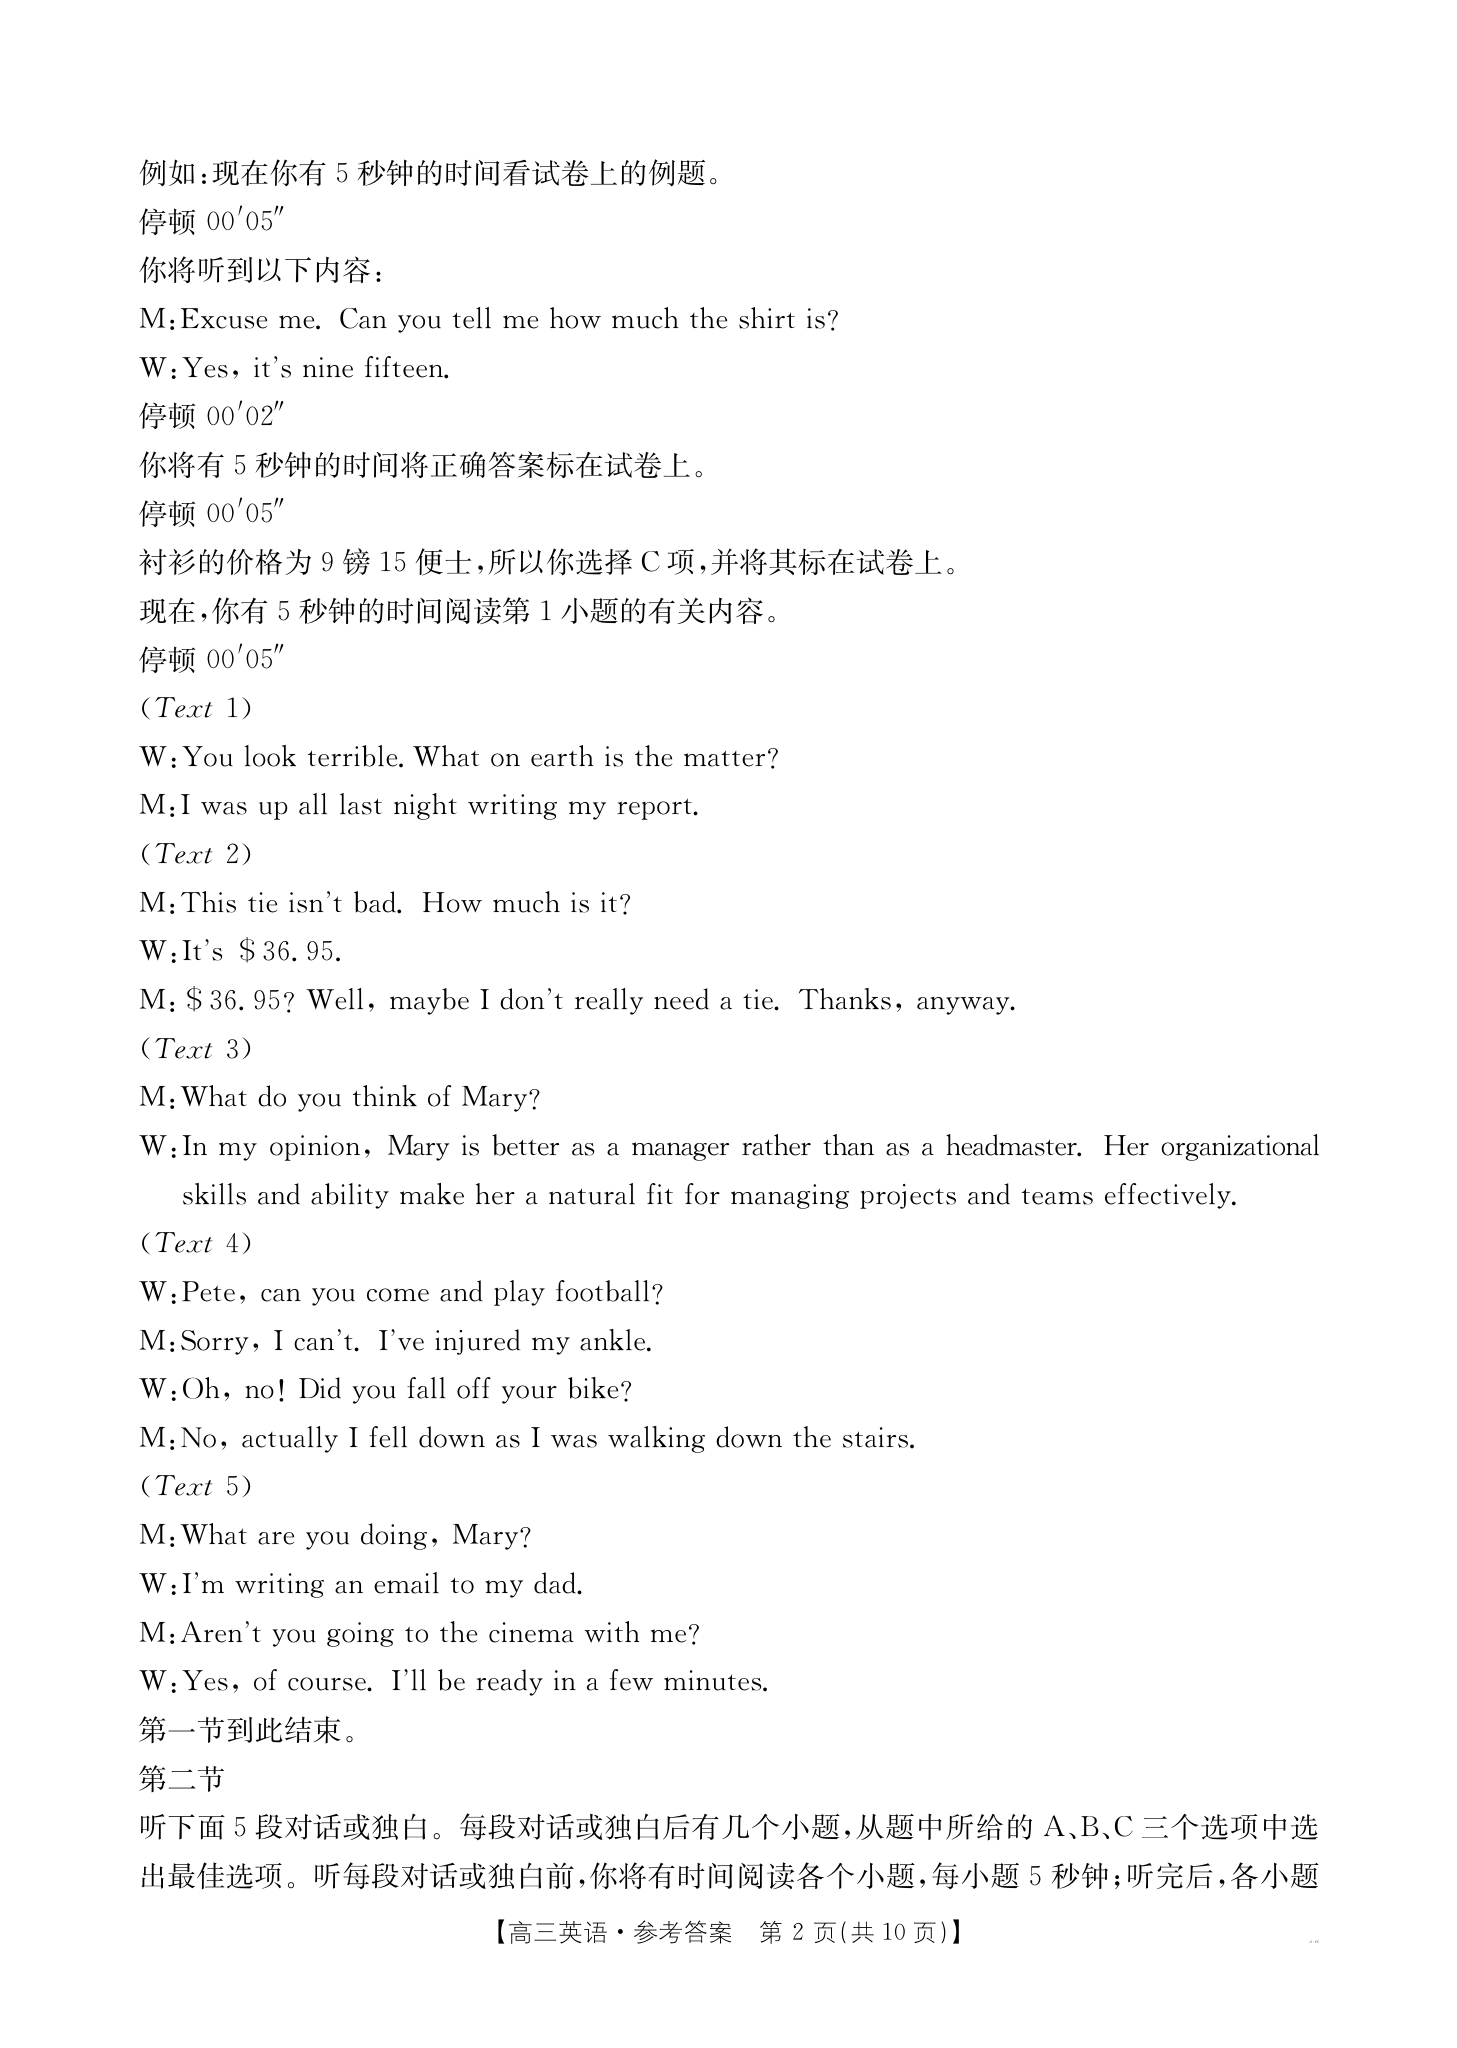 例如:现在你有 5 秒钟的时间看试卷上的例题。
停顿 00′05″
你将听到以下内容:
M:Excuse me. Can you tell me how much the shirt is?
W:Yes, it's nine fifteen.
停顿 00′02″
你将有 5 秒钟的时间将正确答案标在试卷上。
停顿 00′05″
衬衫的价格为 9 镑 15 便士,所以你选择 C 项,并将其标在试卷上。
现在,你有 5 秒钟的时间阅读第 1 小题的有关内容。
停顿 00′05″
(Text 1)
W:You look terrible. What on earth is the matter?
M:I was up all last night writing my report.
(Text 2)
M:This tie isn't bad. How much is it?
W:It's $36.95.
M:$36.95? Well, maybe I don't really need a tie. Thanks, anyway.
(Text 3)
M:What do you think of Mary?
W:In my opinion, Mary is better as a manager rather than as a headmaster. Her organizational
skills and ability make her a natural fit for managing projects and teams effectively.
(Text 4)
W:Pete, can you come and play football?
M:Sorry, I can't. I've injured my ankle.
W:Oh, no! Did you fall off your bike?
M:No, actually I fell down as I was walking down the stairs.
(Text 5)
M:What are you doing, Mary?
W:I'm writing an email to my dad.
M:Aren't you going to the cinema with me?
W:Yes, of course. I'll be ready in a few minutes.
第一节到此结束。
第二节
听下面 5 段对话或独白。每段对话或独白后有几个小题,从题中所给的 A、B、C 三个选项中选
出最佳选项。听每段对话或独白前,你将有时间阅读各个小题,每小题 5 秒钟;听完后,各小题
【高三英语·参考答案 第 2 页(共 10 页)】